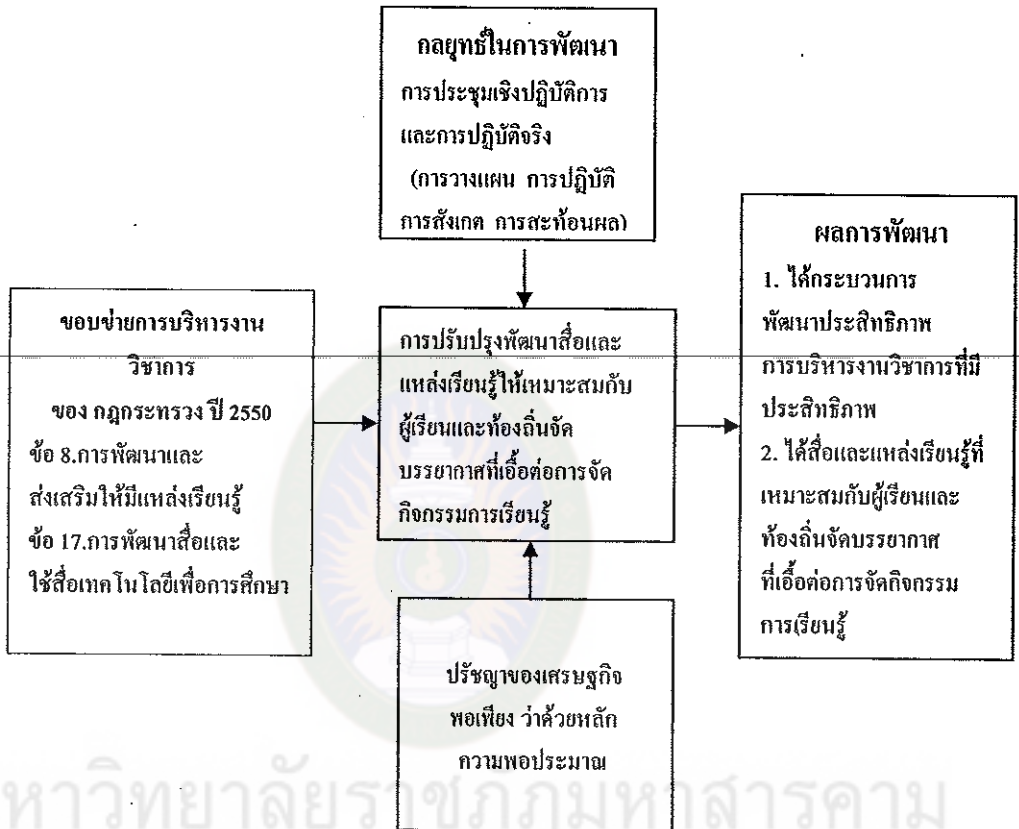 กลยุทธ์ในการพัฒนา
การประชุมเชิงปฏิบัติการ
และการปฏิบัติจริง
(การวางแผน การปฏิบัติ
การสังเกต การสะท้อนผล)
ขอบข่ายการบริหารงาน
วิชาการ
ของ กฎกระทรวง ปี 2550
ข้อ 8.การพัฒนาและ
ส่งเสริมให้มีแหล่งเรียนรู้
ข้อ 17.การพัฒนาสื่อและ
ใช้สื่อเทคโนโลยีเพื่อการศึกษา
การปรับปรุงพัฒนาสื่อและ
แหล่งเรียนรู้ให้เหมาะสมกับ
ผู้เรียนและท้องถิ่นจัด
บรรยากาศที่เอื้อต่อการจัด
กิจกรรมการเรียนรู้
ผลการพัฒนา
1. ได้กระบวนการ
พัฒนาประสิทธิภาพ
การบริหารงานวิชาการที่มี
ประสิทธิภาพ
2. ได้สื่อและแหล่งเรียนรู้ที่
เหมาะสมกับผู้เรียนและ
ท้องถิ่นจัดบรรยากาศ
ที่เอื้อต่อการจัดกิจกรรม
การเรียนรู้
ปรัชญาของเศรษฐกิจ
พอเพียง ว่าด้วยหลัก
ความพอประมาณ
หาวิทยาลัยราชภัฏมหาสารคาม